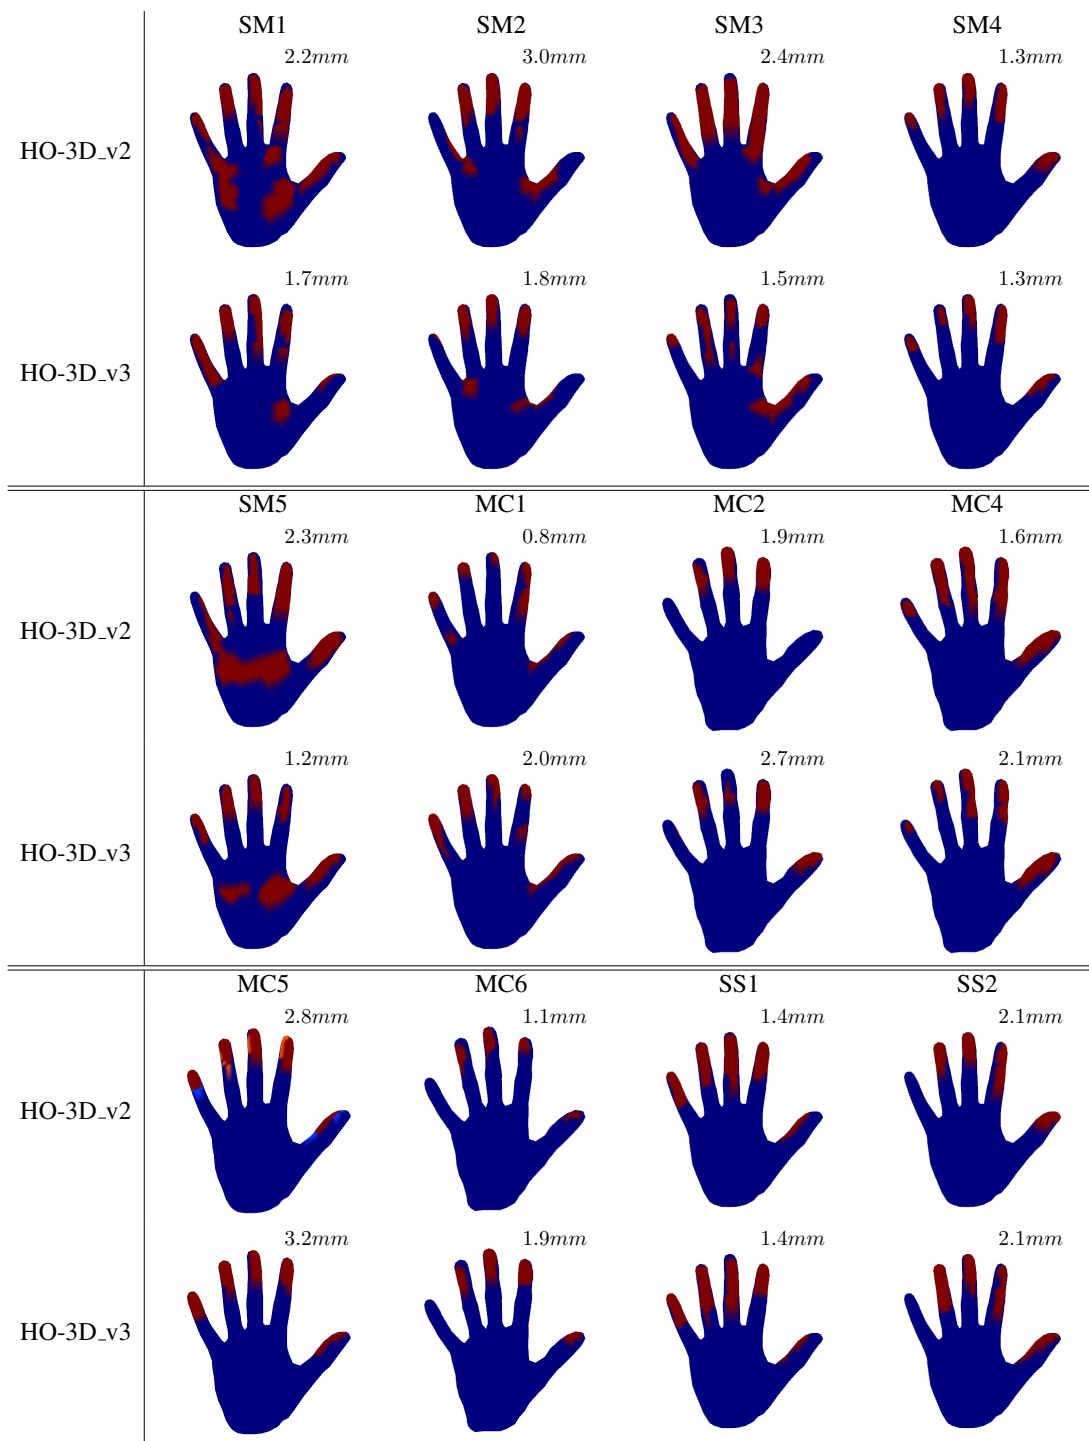 SM1 SM2 SM3 SM4
2.2mm 3.0mm 2.4mm 1.3mm
HO-3D_v2
1.7mm 1.8mm 1.5mm 1.3mm
HO-3D_v3
SM5 MC1 MC2 MC4
2.3mm 0.8mm 1.9mm 1.6mm
HO-3D_v2
1.2mm 2.0mm 2.7mm 2.1mm
HO-3D_v3
MC5 MC6 SS1 SS2
2.8mm 1.1mm 1.4mm 2.1mm
HO-3D_v2
3.2mm 1.9mm 1.4mm 2.1mm
HO-3D_v3